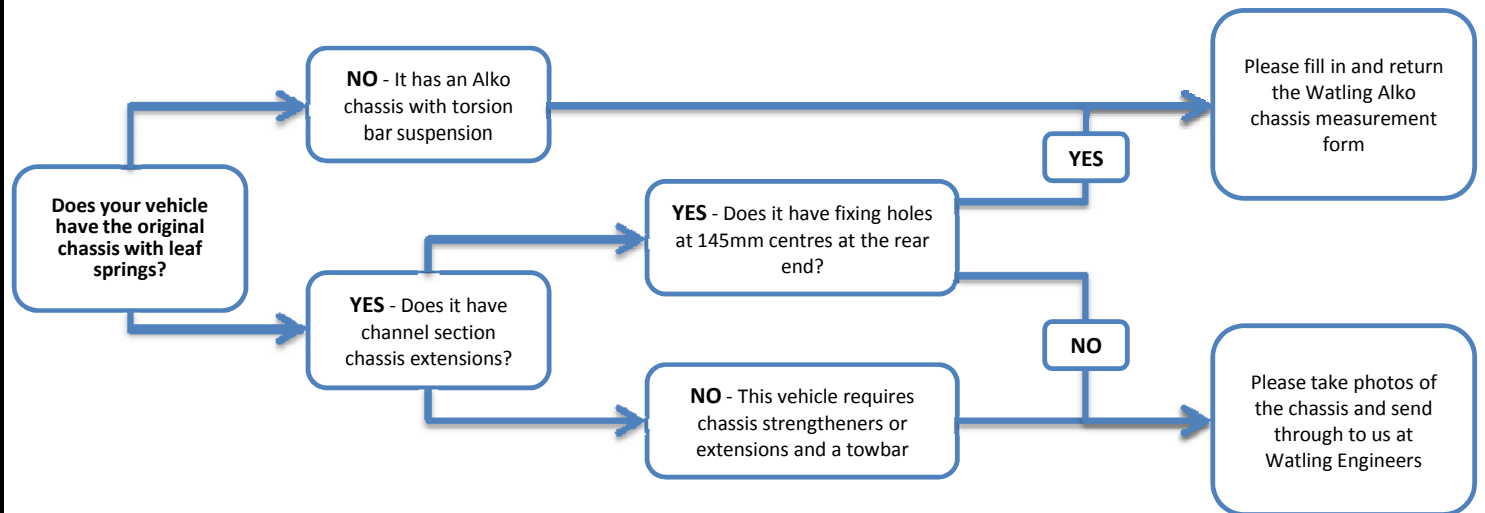 Does your vehicle
have the original
chassis with leaf
springs?
NO - It has an Alko
chassis with torsion
bar suspension
YES - Does it have
channel section
chassis extensions?
YES - Does it have fixing holes
at 145mm centres at the rear
end?
NO - This vehicle requires
chassis strengtheners or
extensions and a towbar
YES
NO
Please fill in and return
the Watling Alko
chassis measurement
form
Please take photos of
the chassis and send
through to us at
Watling Engineers